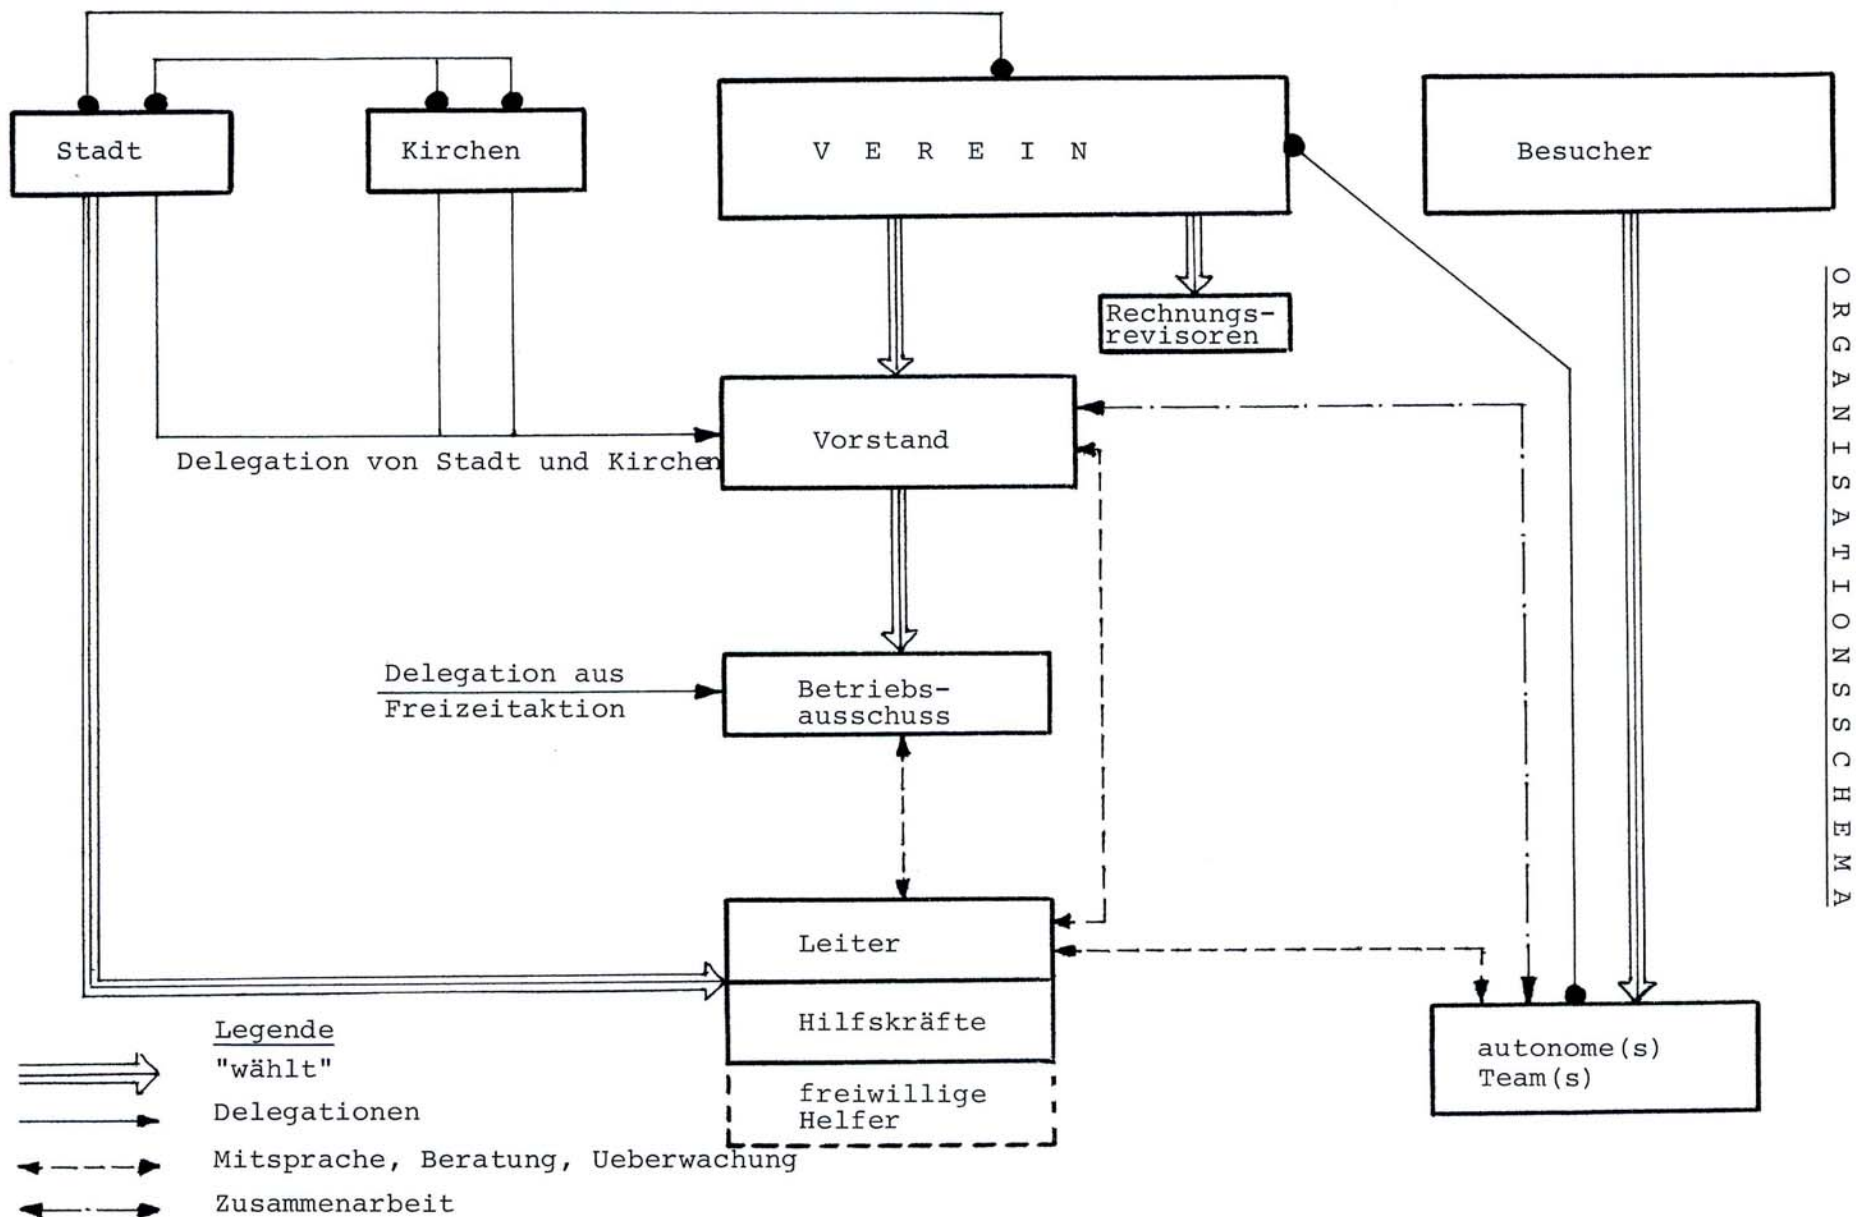 Stadt
Kirchen
V E R E I N
Besucher
Rechnungs-
revisoren
O R G A N I S A T I O N S S C H E M A
Vorstand
Delegation von Stadt und Kirchen
Delegation aus
Freizeitaktion
Betriebs-
ausschuss
Leiter
Hilfskräfte
freiwillige
Helfer
autonome(s)
Team(s)
Legende
"wählt"
Delegationen
Mitsprache, Beratung, Ueberwachung
Zusammenarbeit